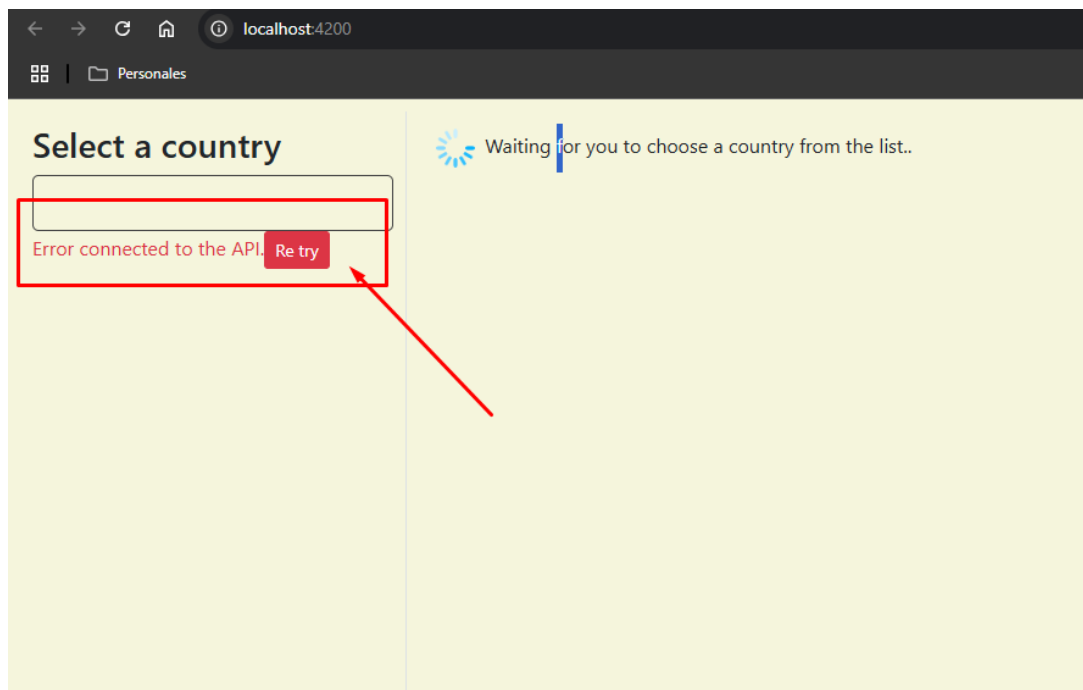 localhost:4200
Personales
Select a country
Waiting for you to choose a country from the list..
Error connected to the API. Re try